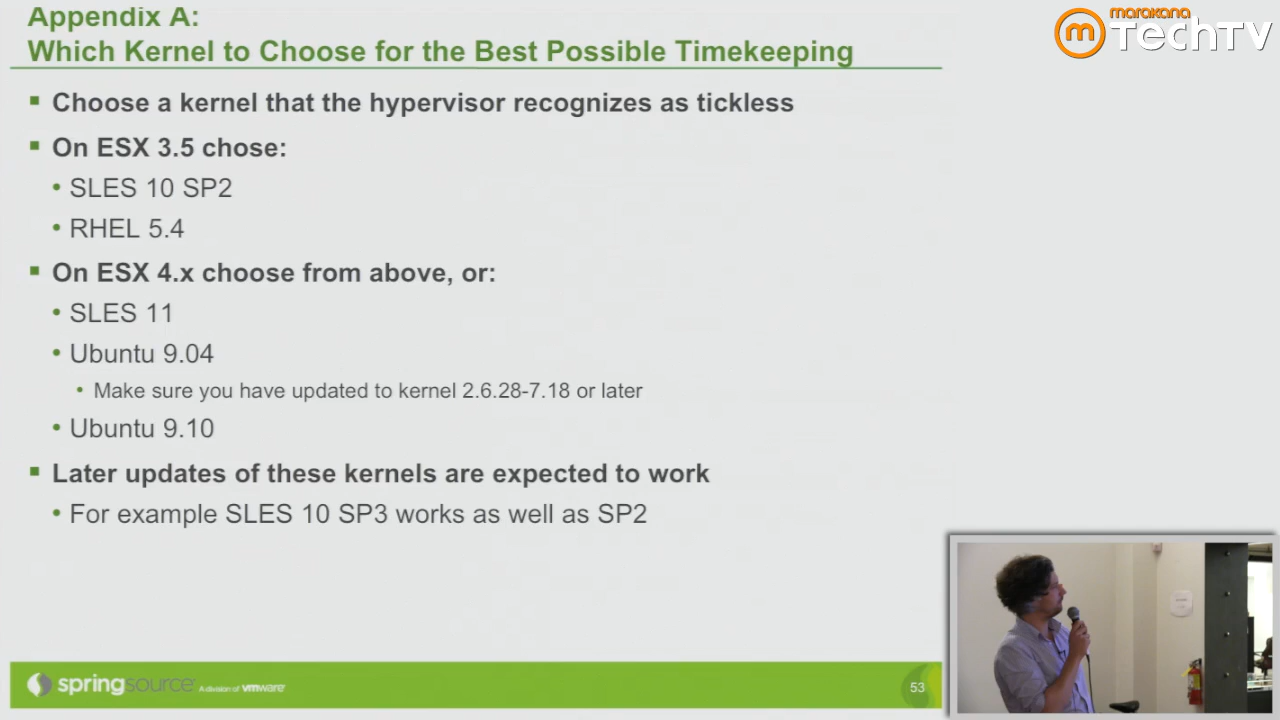 Appendix A:
Which Kernel to Choose for the Best Possible Timekeeping
marakana
TechTV
Choose a kernel that the hypervisor recognizes as tickless
On ESX 3.5 chose:
SLES 10 SP2
RHEL 5.4
On ESX 4.x choose from above, or:
SLES 11
Ubuntu 9.04
Make sure you have updated to kernel 2.6.28-7.18 or later
Ubuntu 9.10
Later updates of these kernels are expected to work
For example SLES 10 SP3 works as well as SP2
springsource A division of vmware
53